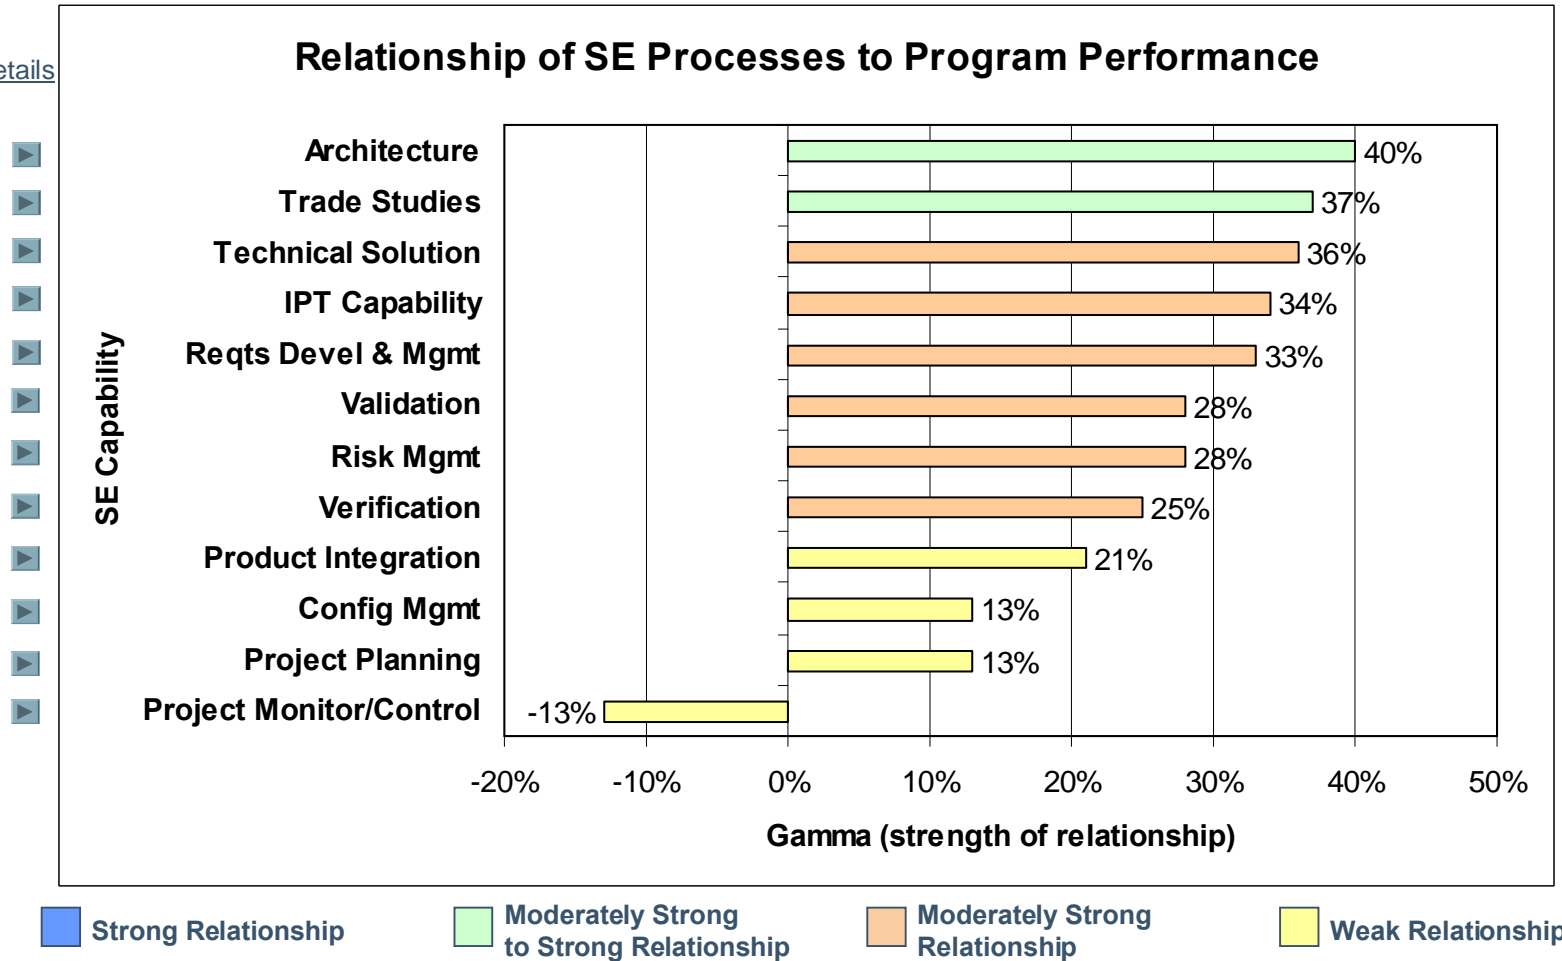 Relationship of SE Processes to Program Performance
etails
Architecture
40%
Trade Studies
37%
Technical Solution
36%
IPT Capability
34%
Reqts Devel & Mgmt
33%
Validation
28%
Risk Mgmt
28%
Verification
25%
Product Integration
21%
Config Mgmt
13%
Project Planning
13%
Project Monitor/Control
-13%
SE Capability
-20% -10% 0% 10% 20% 30% 40% 50%
Gamma (strength of relationship)
Strong Relationship
Moderately Strong
to Strong Relationship
Moderately Strong
Relationship
Weak Relationship